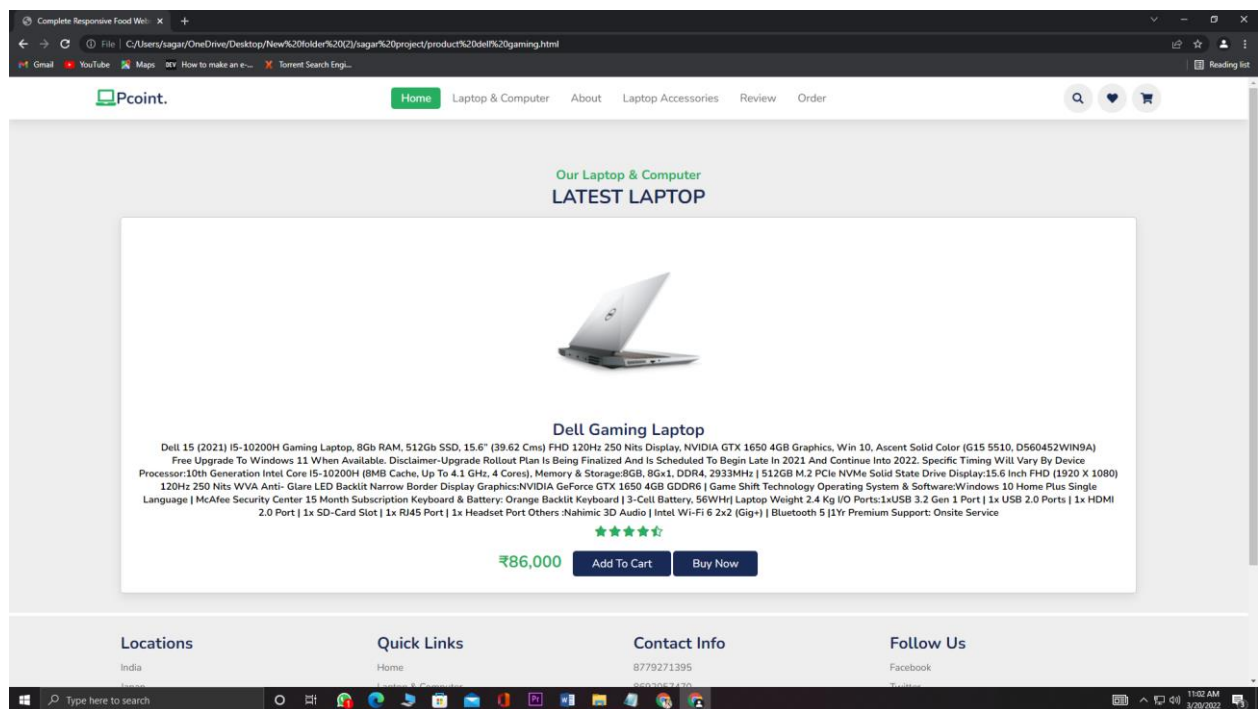 Complete Responsive Food Web
File | C:/Users/sagar/OneDrive/Desktop/New%20folder%20(2)/sagar%20project/product%20dell%20gaming.html
Gmail YouTube Maps DEV How to make an e-... Torrent Search Engi... Reading list
Pcoint. Home Laptop & Computer About Laptop Accessories Review Order
Our Laptop & Computer
LATEST LAPTOP
Dell Gaming Laptop
Dell 15 (2021) I5-10200H Gaming Laptop, 8Gb RAM, 512Gb SSD, 15.6" (39.62 Cms) FHD 120Hz 250 Nits Display, NVIDIA GTX 1650 4GB Graphics, Win 10, Ascent Solid Color (G15 5510, D560452WIN9A)
Free Upgrade To Windows 11 When Available. Disclaimer-Upgrade Rollout Plan Is Being Finalized And Is Scheduled To Begin Late In 2021 And Continue Into 2022. Specific Timing Will Vary By Device
Processor:10th Generation Intel Core I5-10200H (8MB Cache, Up To 4.1 GHz, 4 Cores), Memory & Storage:8GB, 8Gx1, DDR4, 2933MHz | 512GB M.2 PCIe NVMe Solid State Drive Display:15.6 Inch FHD (1920 X 1080)
120Hz 250 Nits WVA Anti- Glare LED Backlit Narrow Border Display Graphics:NVIDIA GeForce GTX 1650 4GB GDDR6 | Game Shift Technology Operating System & Software:Windows 10 Home Plus Single
Language | McAfee Security Center 15 Month Subscription Keyboard & Battery: Orange Backlit Keyboard | 3-Cell Battery, 56WHr| Laptop Weight 2.4 Kg I/O Ports:1xUSB 3.2 Gen 1 Port | 1x USB 2.0 Ports | 1x HDMI
2.0 Port | 1x SD-Card Slot | 1x RJ45 Port | 1x Headset Port Others :Nahimic 3D Audio | Intel Wi-Fi 6 2x2 (Gig+) | Bluetooth 5 |1Yr Premium Support: Onsite Service
₹86,000 Add To Cart Buy Now
Locations Quick Links Contact Info Follow Us
India Home 8779271395 Facebook
Japan Laptop & Computer 8692957470 Twitter
Type here to search 11:02 AM
3/20/2022